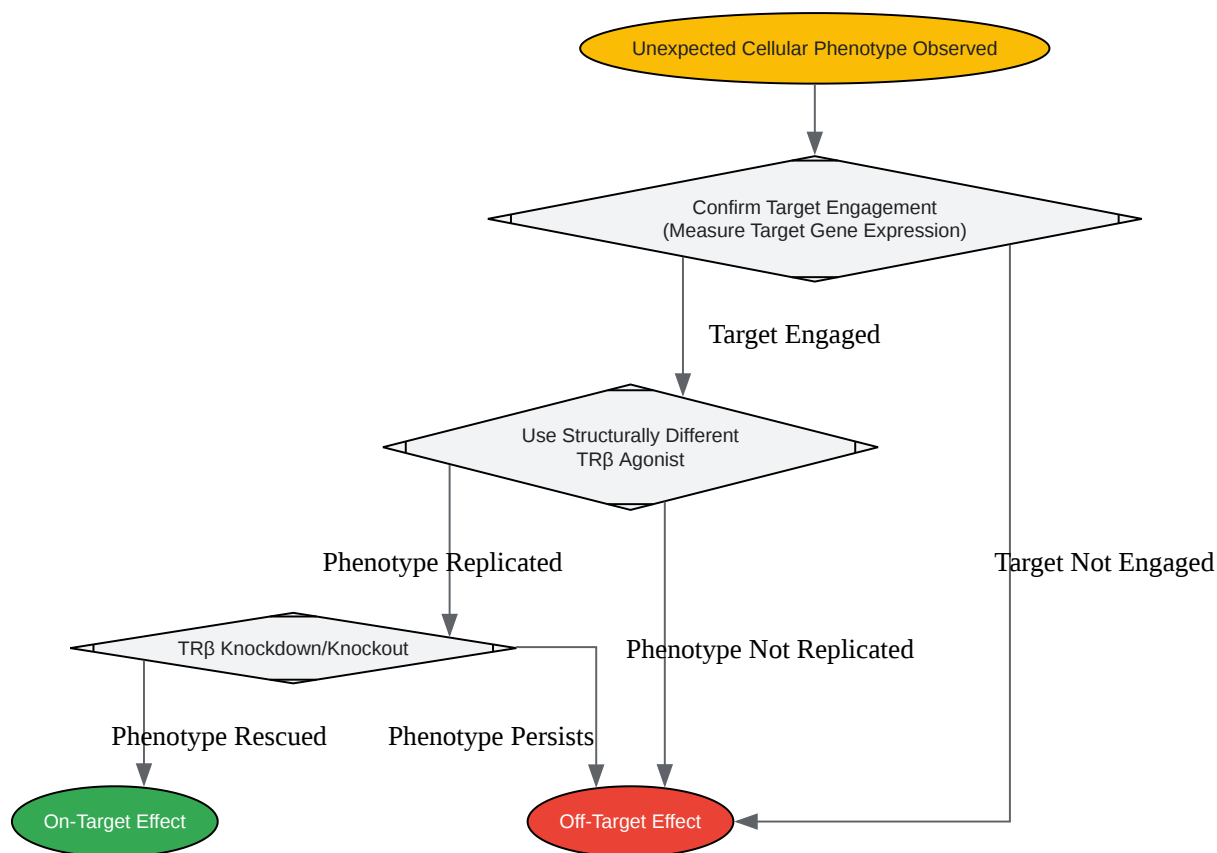 Unexpected Cellular Phenotype Observed
Confirm Target Engagement
(Measure Target Gene Expression)
Target Engaged
Use Structurally Different
TRβ Agonist
Phenotype Replicated
Target Not Engaged
TRβ Knockdown/Knockout
Phenotype Not Replicated
Phenotype Rescued
Phenotype Persists
On-Target Effect
Off-Target Effect